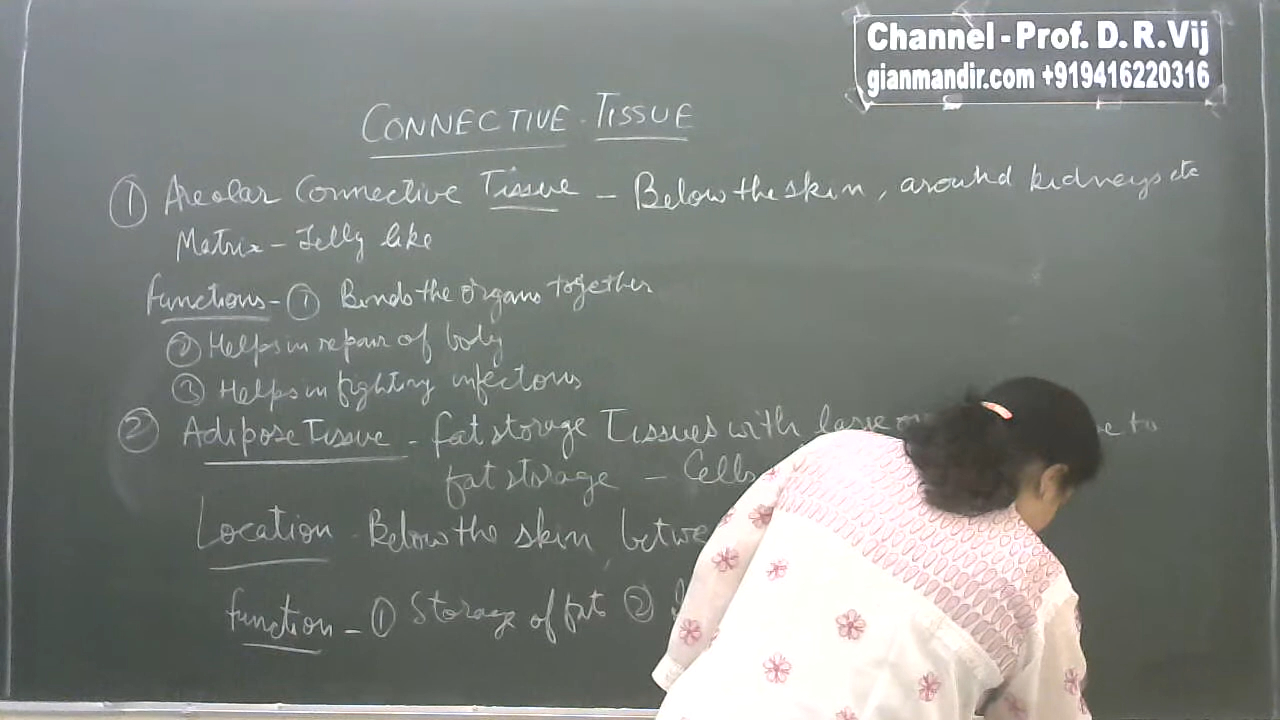 Channel - Prof. D. R. Vij
gianmandir.com +919416220316
CONNECTIVE TISSUE
① Areolar Connective Tissue - Below the skin, around kidneys etc
Matrix - Jelly like
Functions - ① Binds the organs together
② Helps in repair of body
③ Helps in fighting infections
② Adipose Tissue - fat storage Tissues with large to
fat storage - Cells
Location - Below the skin,
function - ① Storage of fat ②